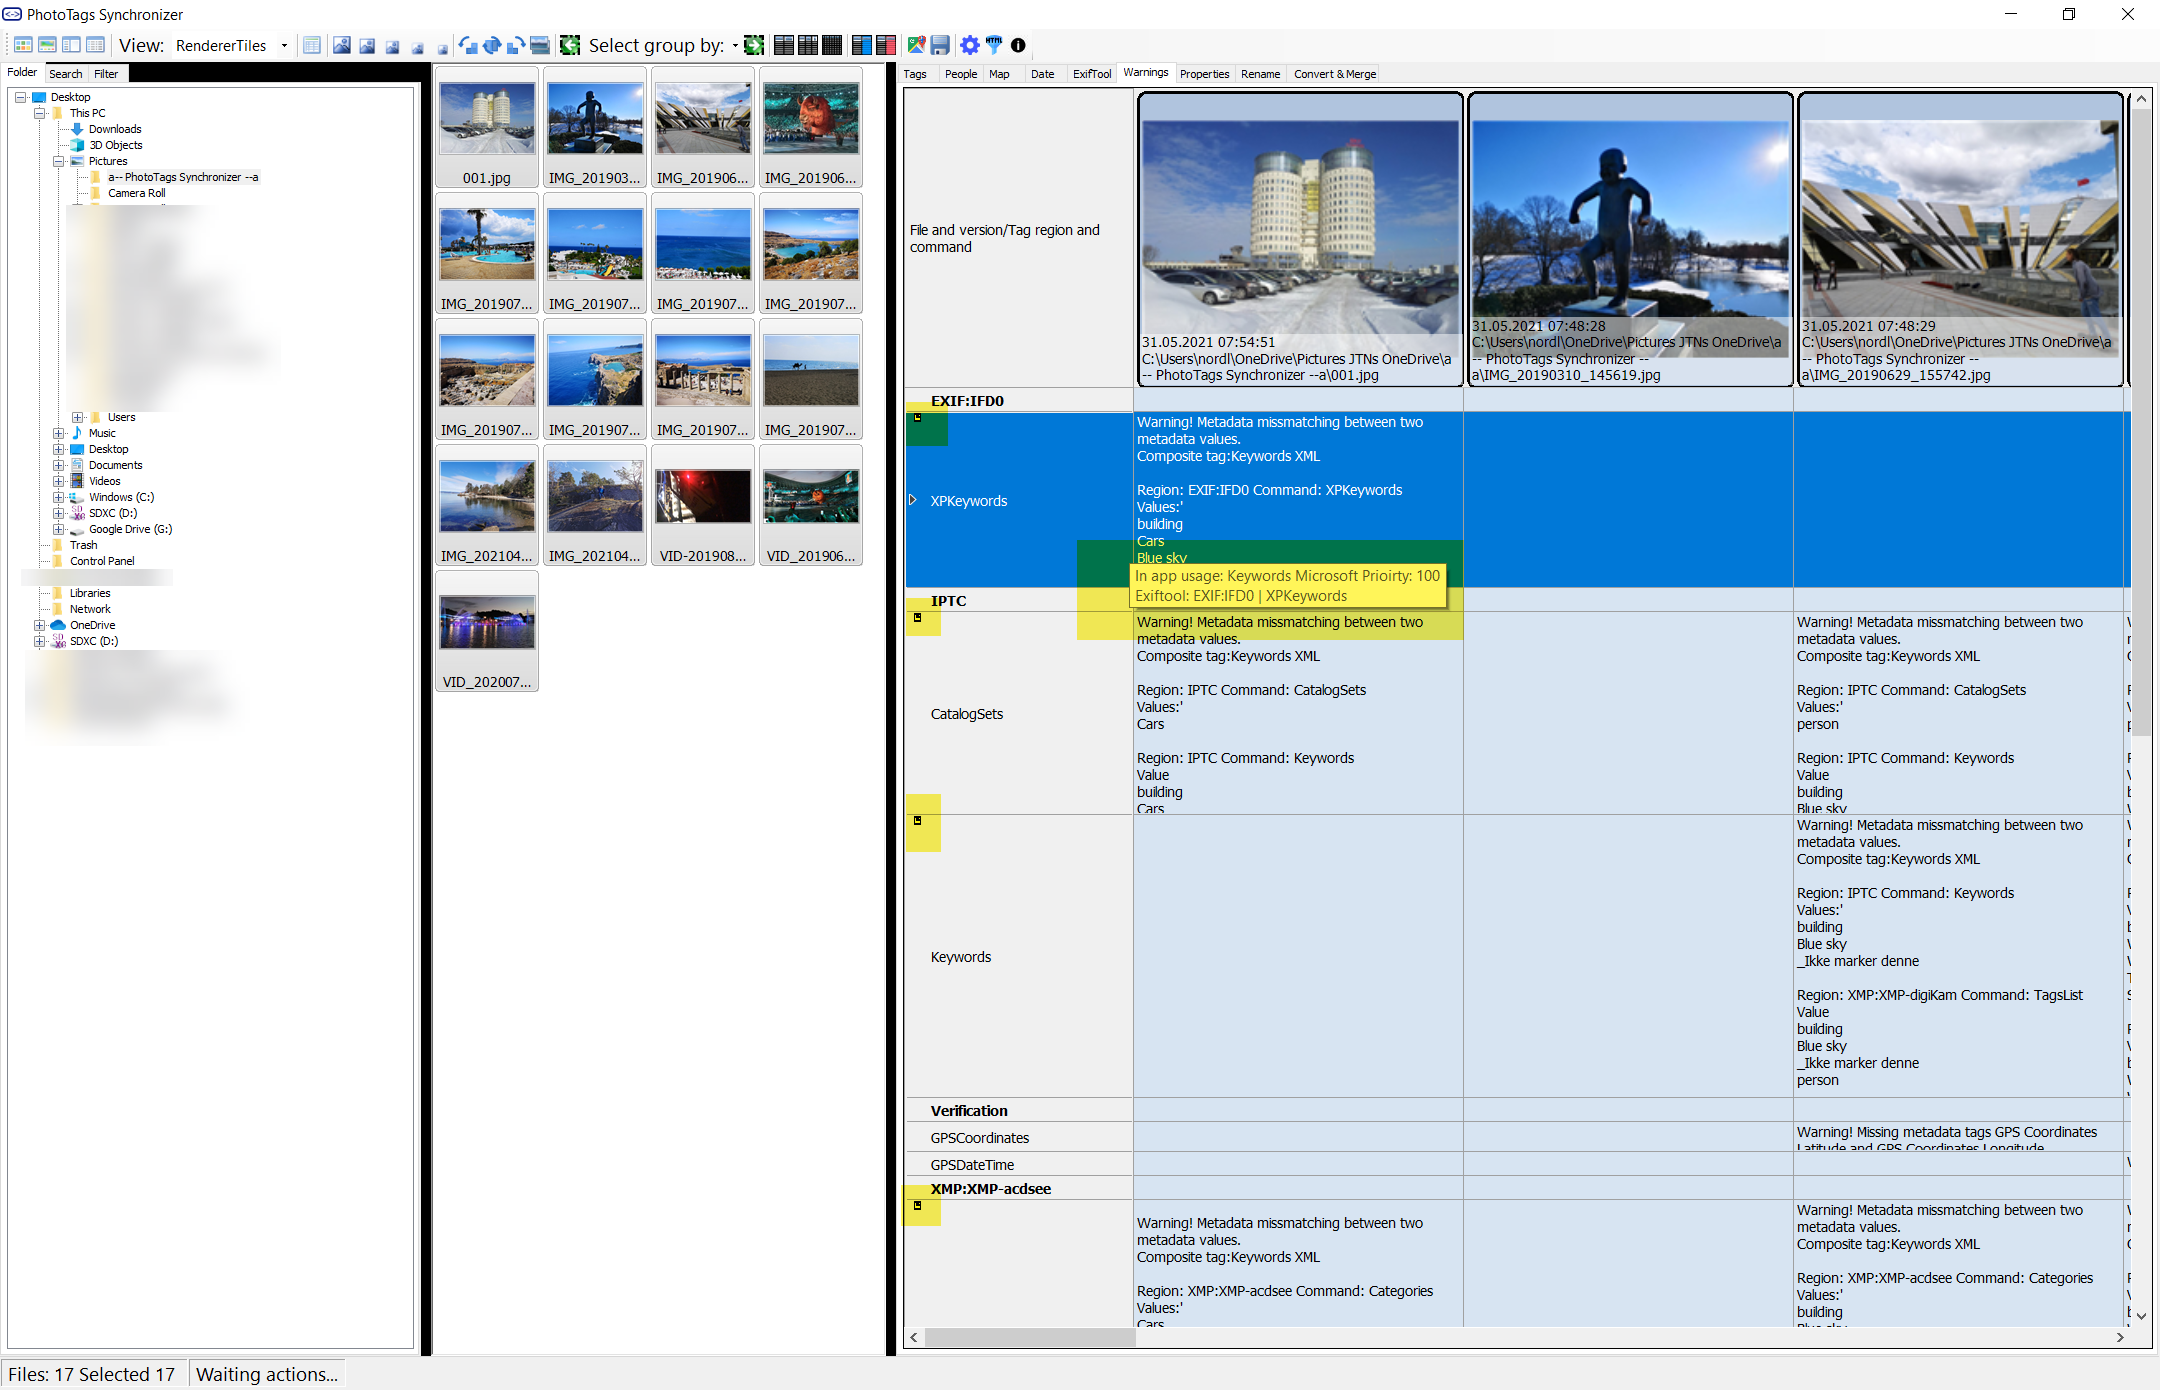 PhotoTags Synchronizer
View: RendererTiles
Select group by:
HTML
Folder
Search
Filter
Desktop
This PC
Downloads
3D Objects
Pictures
a-- PhotoTags Synchronizer --a
Camera Roll
Users
Music
Desktop
Documents
Videos
Windows (C:)
SDXC (D:)
Google Drive (G:)
Trash
Control Panel
Libraries
Network
OneDrive
SDXC (D:)
001.jpg
IMG_201903...
IMG_201906...
IMG_201906...
IMG_201907...
IMG_201907...
IMG_201907...
IMG_201907...
IMG_201907...
IMG_201907...
IMG_201907...
IMG_201907...
IMG_202104...
IMG_202104...
VID-201908...
VID_201906...
VID_202007...
Tags
People
Map
Date
ExifTool
Warnings
Properties
Rename
Convert & Merge
File and version/Tag region and
command
31.05.2021 07:54:51
C:\Users\nordl\OneDrive\Pictures JTNs OneDrive\a
-- PhotoTags Synchronizer --a\001.jpg
31.05.2021 07:48:28
C:\Users\nordl\OneDrive\Pictures JTNs OneDrive\a
-- PhotoTags Synchronizer --
a\IMG_20190310_145619.jpg
31.05.2021 07:48:29
C:\Users\nordl\OneDrive\Pictures JTNs OneDrive\a
-- PhotoTags Synchronizer --
a\IMG_20190629_155742.jpg
EXIF:IFD0
XPKeywords
Warning! Metadata missmatching between two
metadata values.
Composite tag:Keywords XML
Region: EXIF:IFD0 Command: XPKeywords
Values:'
building
Cars
Blue sky
In app usage: Keywords Microsoft Prioirty: 100
Exiftool: EXIF:IFD0 | XPKeywords
IPTC
CatalogSets
Warning! Metadata missmatching between two
metadata values.
Composite tag:Keywords XML
Region: IPTC Command: CatalogSets
Values:'
Cars
Region: IPTC Command: Keywords
Value
building
Cars
Warning! Metadata missmatching between two
metadata values.
Composite tag:Keywords XML
Region: IPTC Command: CatalogSets
Values:'
person
Region: IPTC Command: Keywords
Value
building
Blue sky
Keywords
Warning! Metadata missmatching between two
metadata values.
Composite tag:Keywords XML
Region: IPTC Command: Keywords
Values:'
building
Blue sky
_Ikke marker denne
Region: XMP:XMP-digiKam Command: TagsList
Value
building
Blue sky
_Ikke marker denne
person
Verification
GPSCoordinates
Warning! Missing metadata tags GPS Coordinates
Latitude and GPS Coordinates Longitude
GPSDateTime
XMP:XMP-acdsee
Warning! Metadata missmatching between two
metadata values.
Composite tag:Keywords XML
Region: XMP:XMP-acdsee Command: Categories
Values:'
Cars
Warning! Metadata missmatching between two
metadata values.
Composite tag:Keywords XML
Region: XMP:XMP-acdsee Command: Categories
Values:'
building
Files: 17 Selected 17
Waiting actions...